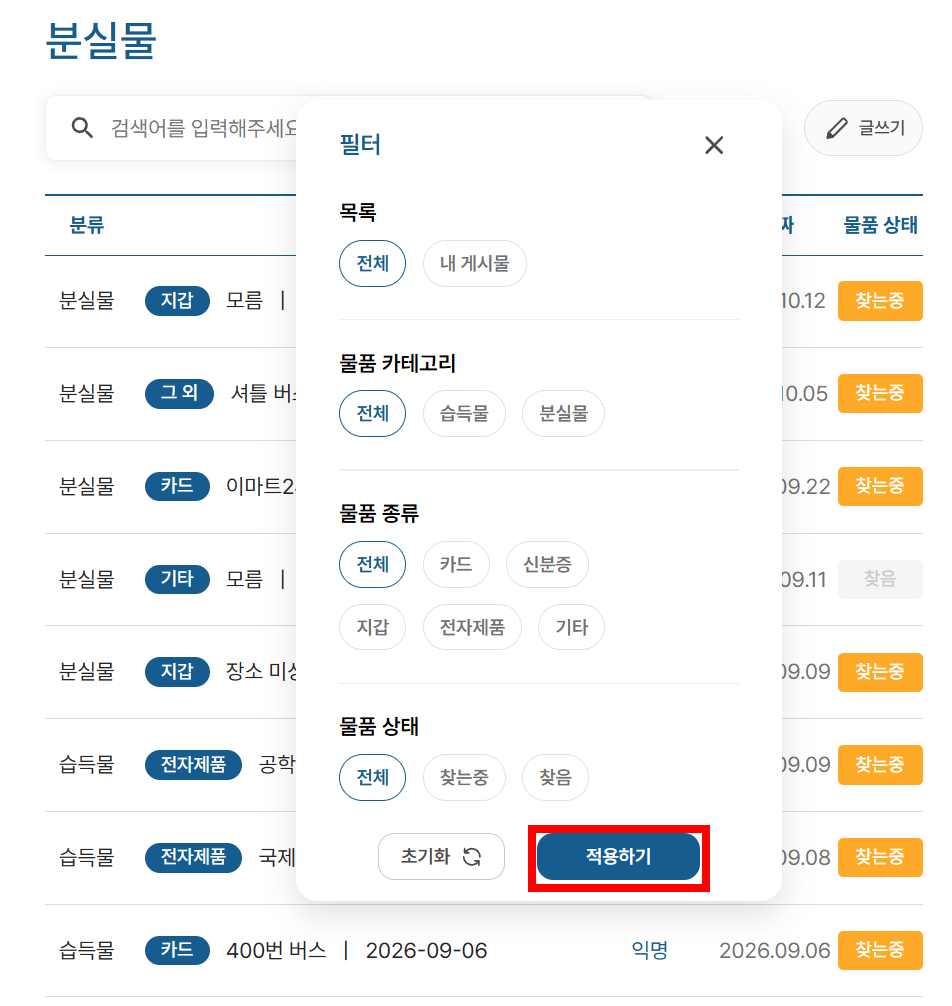 분실물
검색어를 입력해주세요
글쓰기
필터
목록
전체 내 게시물
물품 카테고리
전체 습득물 분실물
물품 종류
전체 카드 신분증
지갑 전자제품 기타
물품 상태
전체 찾는중 찾음
초기화 적용하기
분류 물품 상태
분실물 지갑 모름 | 10.12 찾는중
분실물 그 외 셔틀 10.05 찾는중
분실물 카드 이마트2 09.22 찾는중
분실물 기타 모름 | 09.11 찾음
분실물 지갑 장소 09.09 찾는중
습득물 전자제품 공학 09.09 찾는중
습득물 전자제품 국제 09.08 찾는중
습득물 카드 400번 버스 | 2026-09-06 익명 2026.09.06 찾는중